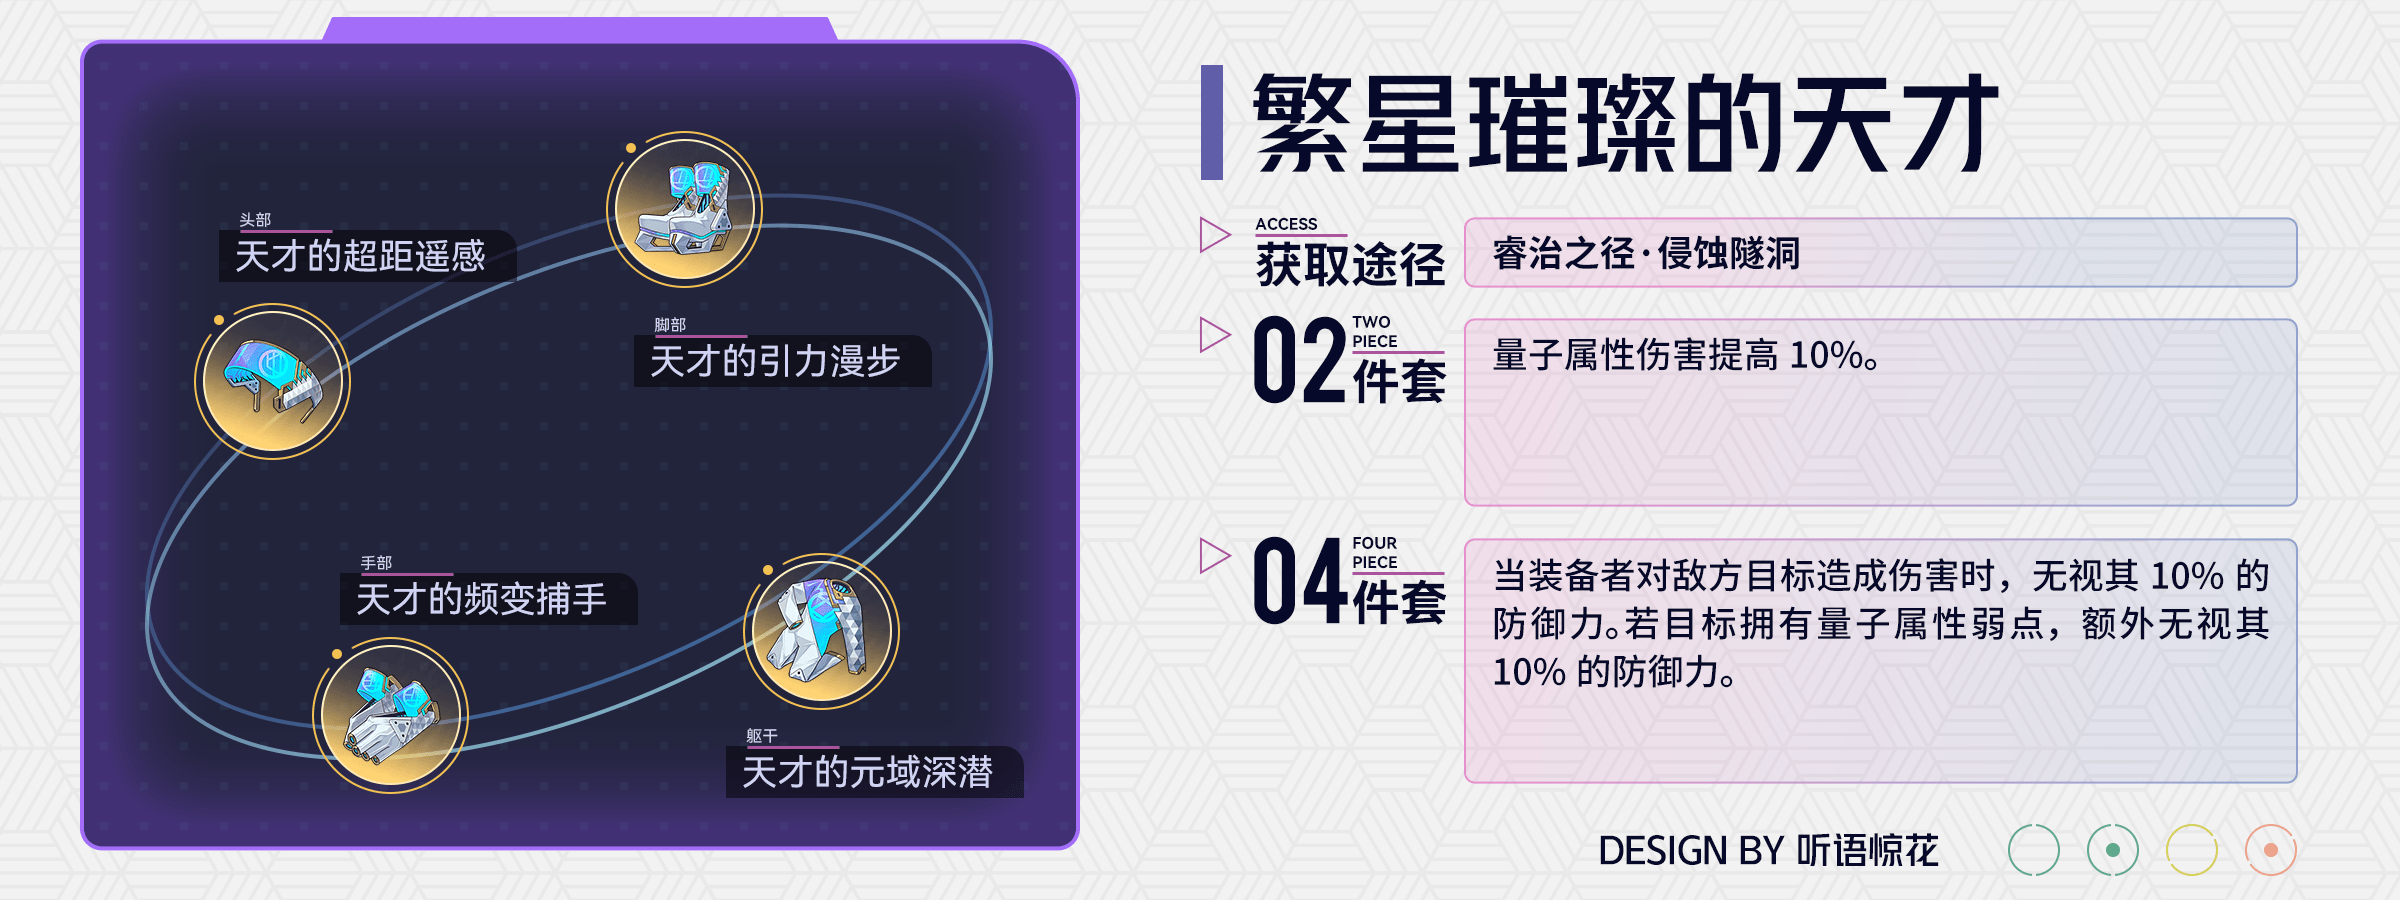 头部
天才的超距遥感
脚部
天才的引力漫步
手部
天才的频变捕手
躯干
天才的元域深潜
繁星璀璨的天才
ACCESS
获取途径
睿治之径·侵蚀隧洞
02
TWO
PIECE
件套
量子属性伤害提高 10%。
04
FOUR
PIECE
件套
当装备者对敌方目标造成伤害时，无视其 10% 的
防御力。若目标拥有量子属性弱点，额外无视其
10% 的防御力。
DESIGN BY 听语惊花